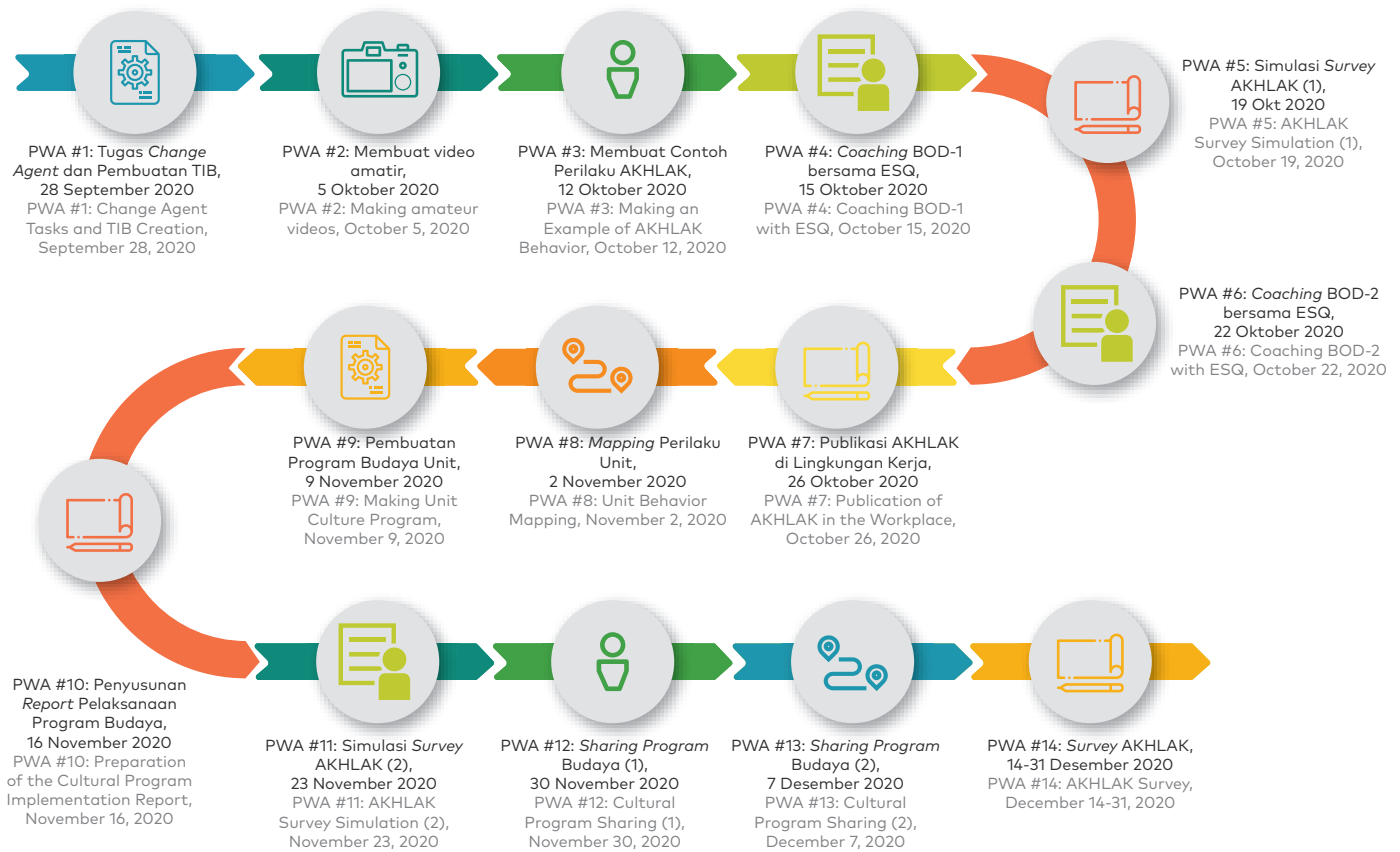 PWA #1: Tugas Change
Agent dan Pembuatan TIB,
28 September 2020
PWA #1: Change Agent
Tasks and TIB Creation,
September 28, 2020
PWA #2: Membuat video
amatir,
5 Oktober 2020
PWA #2: Making amateur
videos, October 5, 2020
PWA #3: Membuat Contoh
Perilaku AKHLAK,
12 Oktober 2020
PWA #3: Making an
Example of AKHLAK
Behavior, October 12, 2020
PWA #4: Coaching BOD-1
bersama ESQ,
15 Oktober 2020
PWA #4: Coaching BOD-1
with ESQ, October 15, 2020
PWA #5: Simulasi Survey
AKHLAK (1),
19 Okt 2020
PWA #5: AKHLAK
Survey Simulation (1),
October 19, 2020
PWA #6: Coaching BOD-2
bersama ESQ,
22 Oktober 2020
PWA #6: Coaching BOD-2
with ESQ, October 22, 2020
PWA #7: Publikasi AKHLAK
di Lingkungan Kerja,
26 Oktober 2020
PWA #7: Publication of
AKHLAK in the Workplace,
October 26, 2020
PWA #8: Mapping Perilaku
Unit,
2 November 2020
PWA #8: Unit Behavior
Mapping, November 2, 2020
PWA #9: Pembuatan
Program Budaya Unit,
9 November 2020
PWA #9: Making Unit
Culture Program,
November 9, 2020
PWA #10: Penyusunan
Report Pelaksanaan
Program Budaya,
16 November 2020
PWA #10: Preparation
of the Cultural Program
Implementation Report,
November 16, 2020
PWA #11: Simulasi Survey
AKHLAK (2),
23 November 2020
PWA #11: AKHLAK
Survey Simulation (2),
November 23, 2020
PWA #12: Sharing Program
Budaya (1),
30 November 2020
PWA #12: Cultural
Program Sharing (1),
November 30, 2020
PWA #13: Sharing Program
Budaya (2),
7 Desember 2020
PWA #13: Cultural
Program Sharing (2),
December 7, 2020
PWA #14: Survey AKHLAK,
14-31 Desember 2020
PWA #14: AKHLAK Survey,
December 14-31, 2020